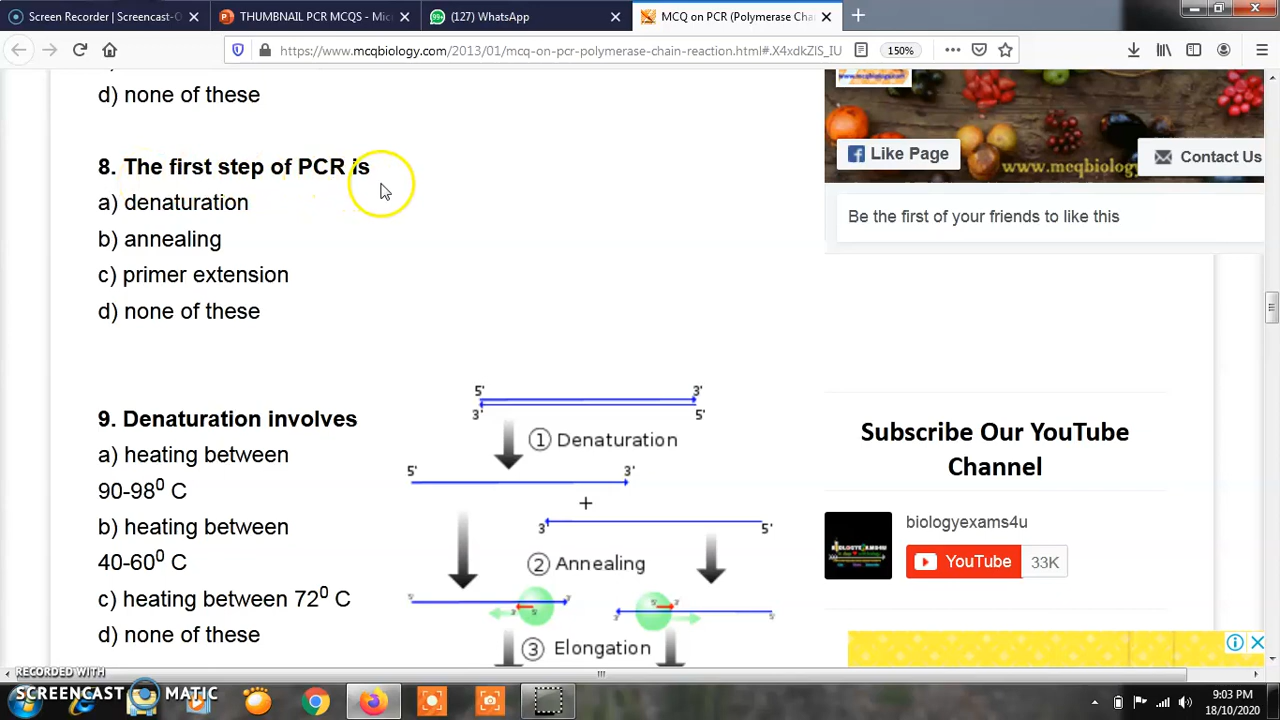 Screen Recorder | Screencast-O
THUMBNAIL PCR MCQS - Mic
(127) WhatsApp
MCQ on PCR (Polymerase Cha
https://www.mcqbiology.com/2013/01/mcq-on-pcr-polymerase-chain-reaction.html#.X4xdkZIS_IU
150%
d) none of these
8. The first step of PCR is
a) denaturation
b) annealing
c) primer extension
d) none of these
9. Denaturation involves
a) heating between
90-98⁰ C
b) heating between
40-60⁰ C
c) heating between 72⁰ C
d) none of these
5' 3'
3' 5'
① Denaturation
5' 3'
+
3' 5'
② Annealing
③ Elongation
Like Page
www.mcqbiology.com
Contact Us
Be the first of your friends to like this
Subscribe Our YouTube
Channel
biologyexams4u
YouTube 33K
RECORDED WITH
SCREENCAST MATIC
9:03 PM
18/10/2020